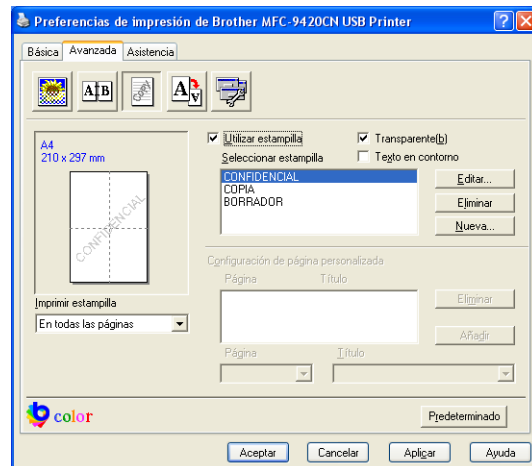 Preferencias de impresión de Brother MFC-9420CN USB Printer
Básica Avanzada Asistencia
A4
210 x 297 mm
CONFIDENCIAL
Imprimir estampilla
En todas las páginas
Utilizar estampilla Transparente(b)
Seleccionar estampilla Texto en contorno
CONFIDENCIAL
COPIA
BORRADOR
Editar...
Eliminar
Nueva...
Configuración de página personalizada
Página Título
Eliminar
Añadir
Página Título
color
Predeterminado
Aceptar Cancelar Aplicar Ayuda